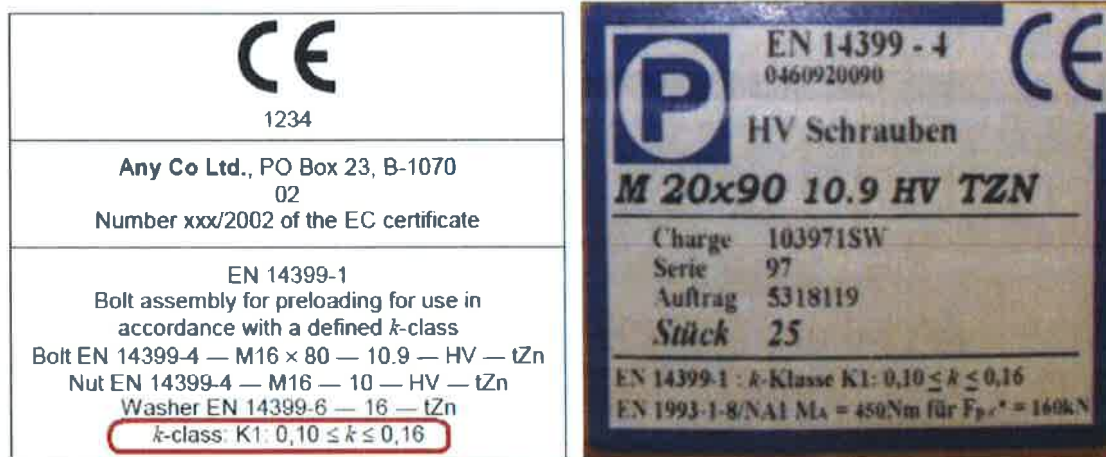 CE
1234
Any Co Ltd., PO Box 23, B-1070
02
Number xxx/2002 of the EC certificate
EN 14399-1
Bolt assembly for preloading for use in
accordance with a defined k-class
Bolt EN 14399-4 — M16 × 80 — 10.9 — HV — tZn
Nut EN 14399-4 — M16 — 10 — HV — tZn
Washer EN 14399-6 — 16 — tZn
k-class: K1: 0,10 ≤ k ≤ 0,16
P
EN 14399 - 4
CE
0460920090
HV Schrauben
M 20x90 10.9 HV TZN
Charge 103971SW
Serie 97
Auftrag 5318119
Stück 25
EN 14399-1 : k-Klasse K1: 0,10 ≤ k ≤ 0,16
EN 1993-1-8/NA1 MA = 450Nm für Fp,c* = 160kN